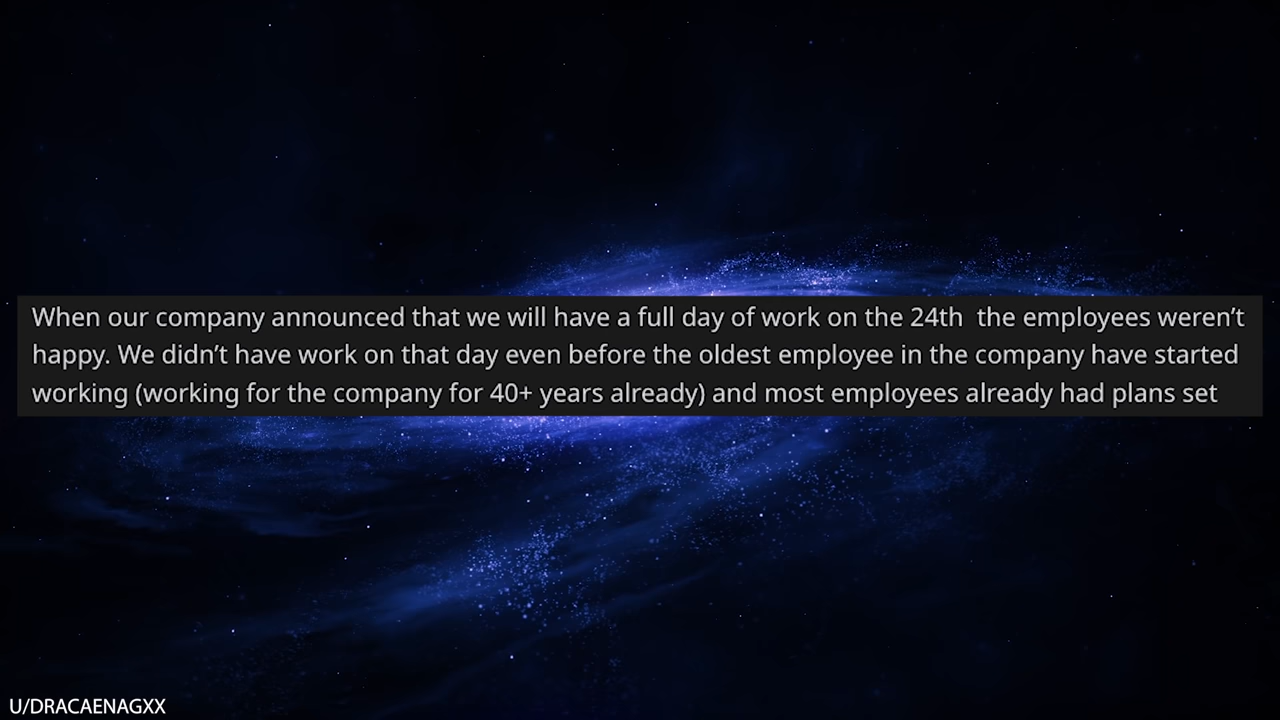 When our company announced that we will have a full day of work on the 24th  the employees weren’t
happy. We didn’t have work on that day even before the oldest employee in the company have started
working (working for the company for 40+ years already) and most employees already had plans set
U/DRACAENAGXX